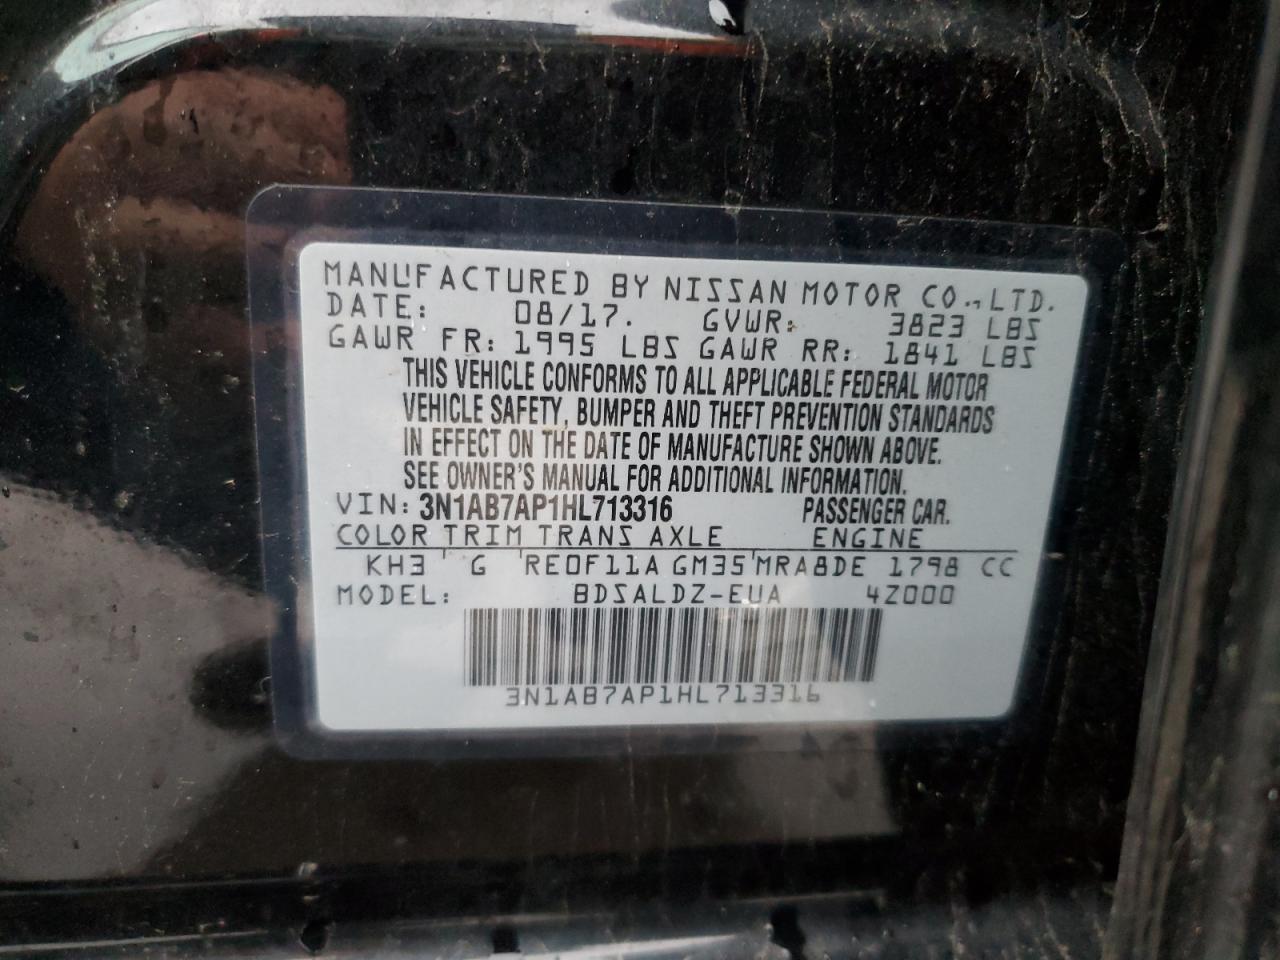 MANUFACTURED BY NISSAN MOTOR CO., LTD.
DATE: 08/17. GVWR: 3823 LBS
GAWR FR: 1995 LBS GAWR RR: 1841 LBS
THIS VEHICLE CONFORMS TO ALL APPLICABLE FEDERAL MOTOR
VEHICLE SAFETY, BUMPER AND THEFT PREVENTION STANDARDS
IN EFFECT ON THE DATE OF MANUFACTURE SHOWN ABOVE.
SEE OWNER'S MANUAL FOR ADDITIONAL INFORMATION.
VIN: 3N1AB7AP1HL713316 PASSENGER CAR.
COLOR TRIM TRANS AXLE ENGINE
KH3 ' G 'RE0F11A GM35'MRA8DE 1798 CC
MODEL: BDSALDZ-EUA 4Z000
3N1AB7AP1HL713316